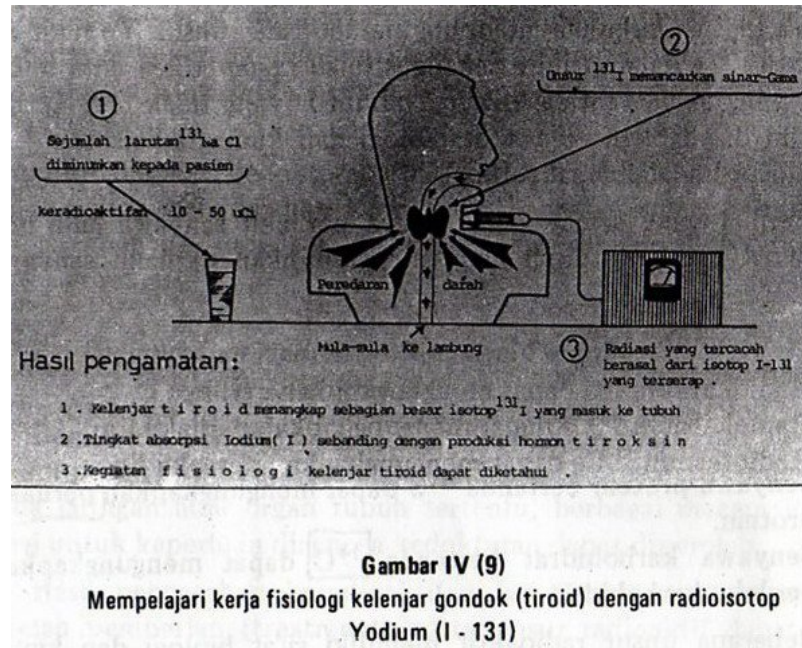 ①
Sejumlah larutan ¹³¹Na Cl
diminumkan kepada pasien
keradioaktifan 10 - 50 uCi
②
Unsur ¹³¹I memancarkan sinar-Gama
Peredaran darah
Mula-mula ke lambung
③ Radiasi yang tercacah
berasal dari isotop I-131
yang terserap .
Hasil pengamatan:
1 . Kelenjar t i r o i d menangkap sebagian besar isotop ¹³¹I yang masuk ke tubuh
2 .Tingkat absorpsi Iodium( I ) sebanding dengan produksi homon t i r o k s i n
3 .Kegiatan f i s i o l o g i kelenjar tiroid dapat diketahui .
Gambar IV (9)
Mempelajari kerja fisiologi kelenjar gondok (tiroid) dengan radioisotop
Yodium (I - 131)